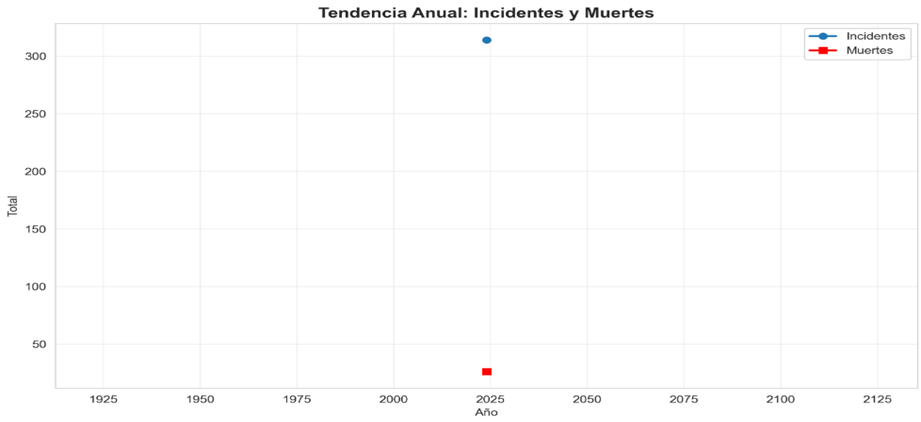 Tendencia Anual: Incidentes y Muertes
Incidentes
Muertes
300
250
200
150
100
50
Total
1925 1950 1975 2000 2025 2050 2075 2100 2125
Año